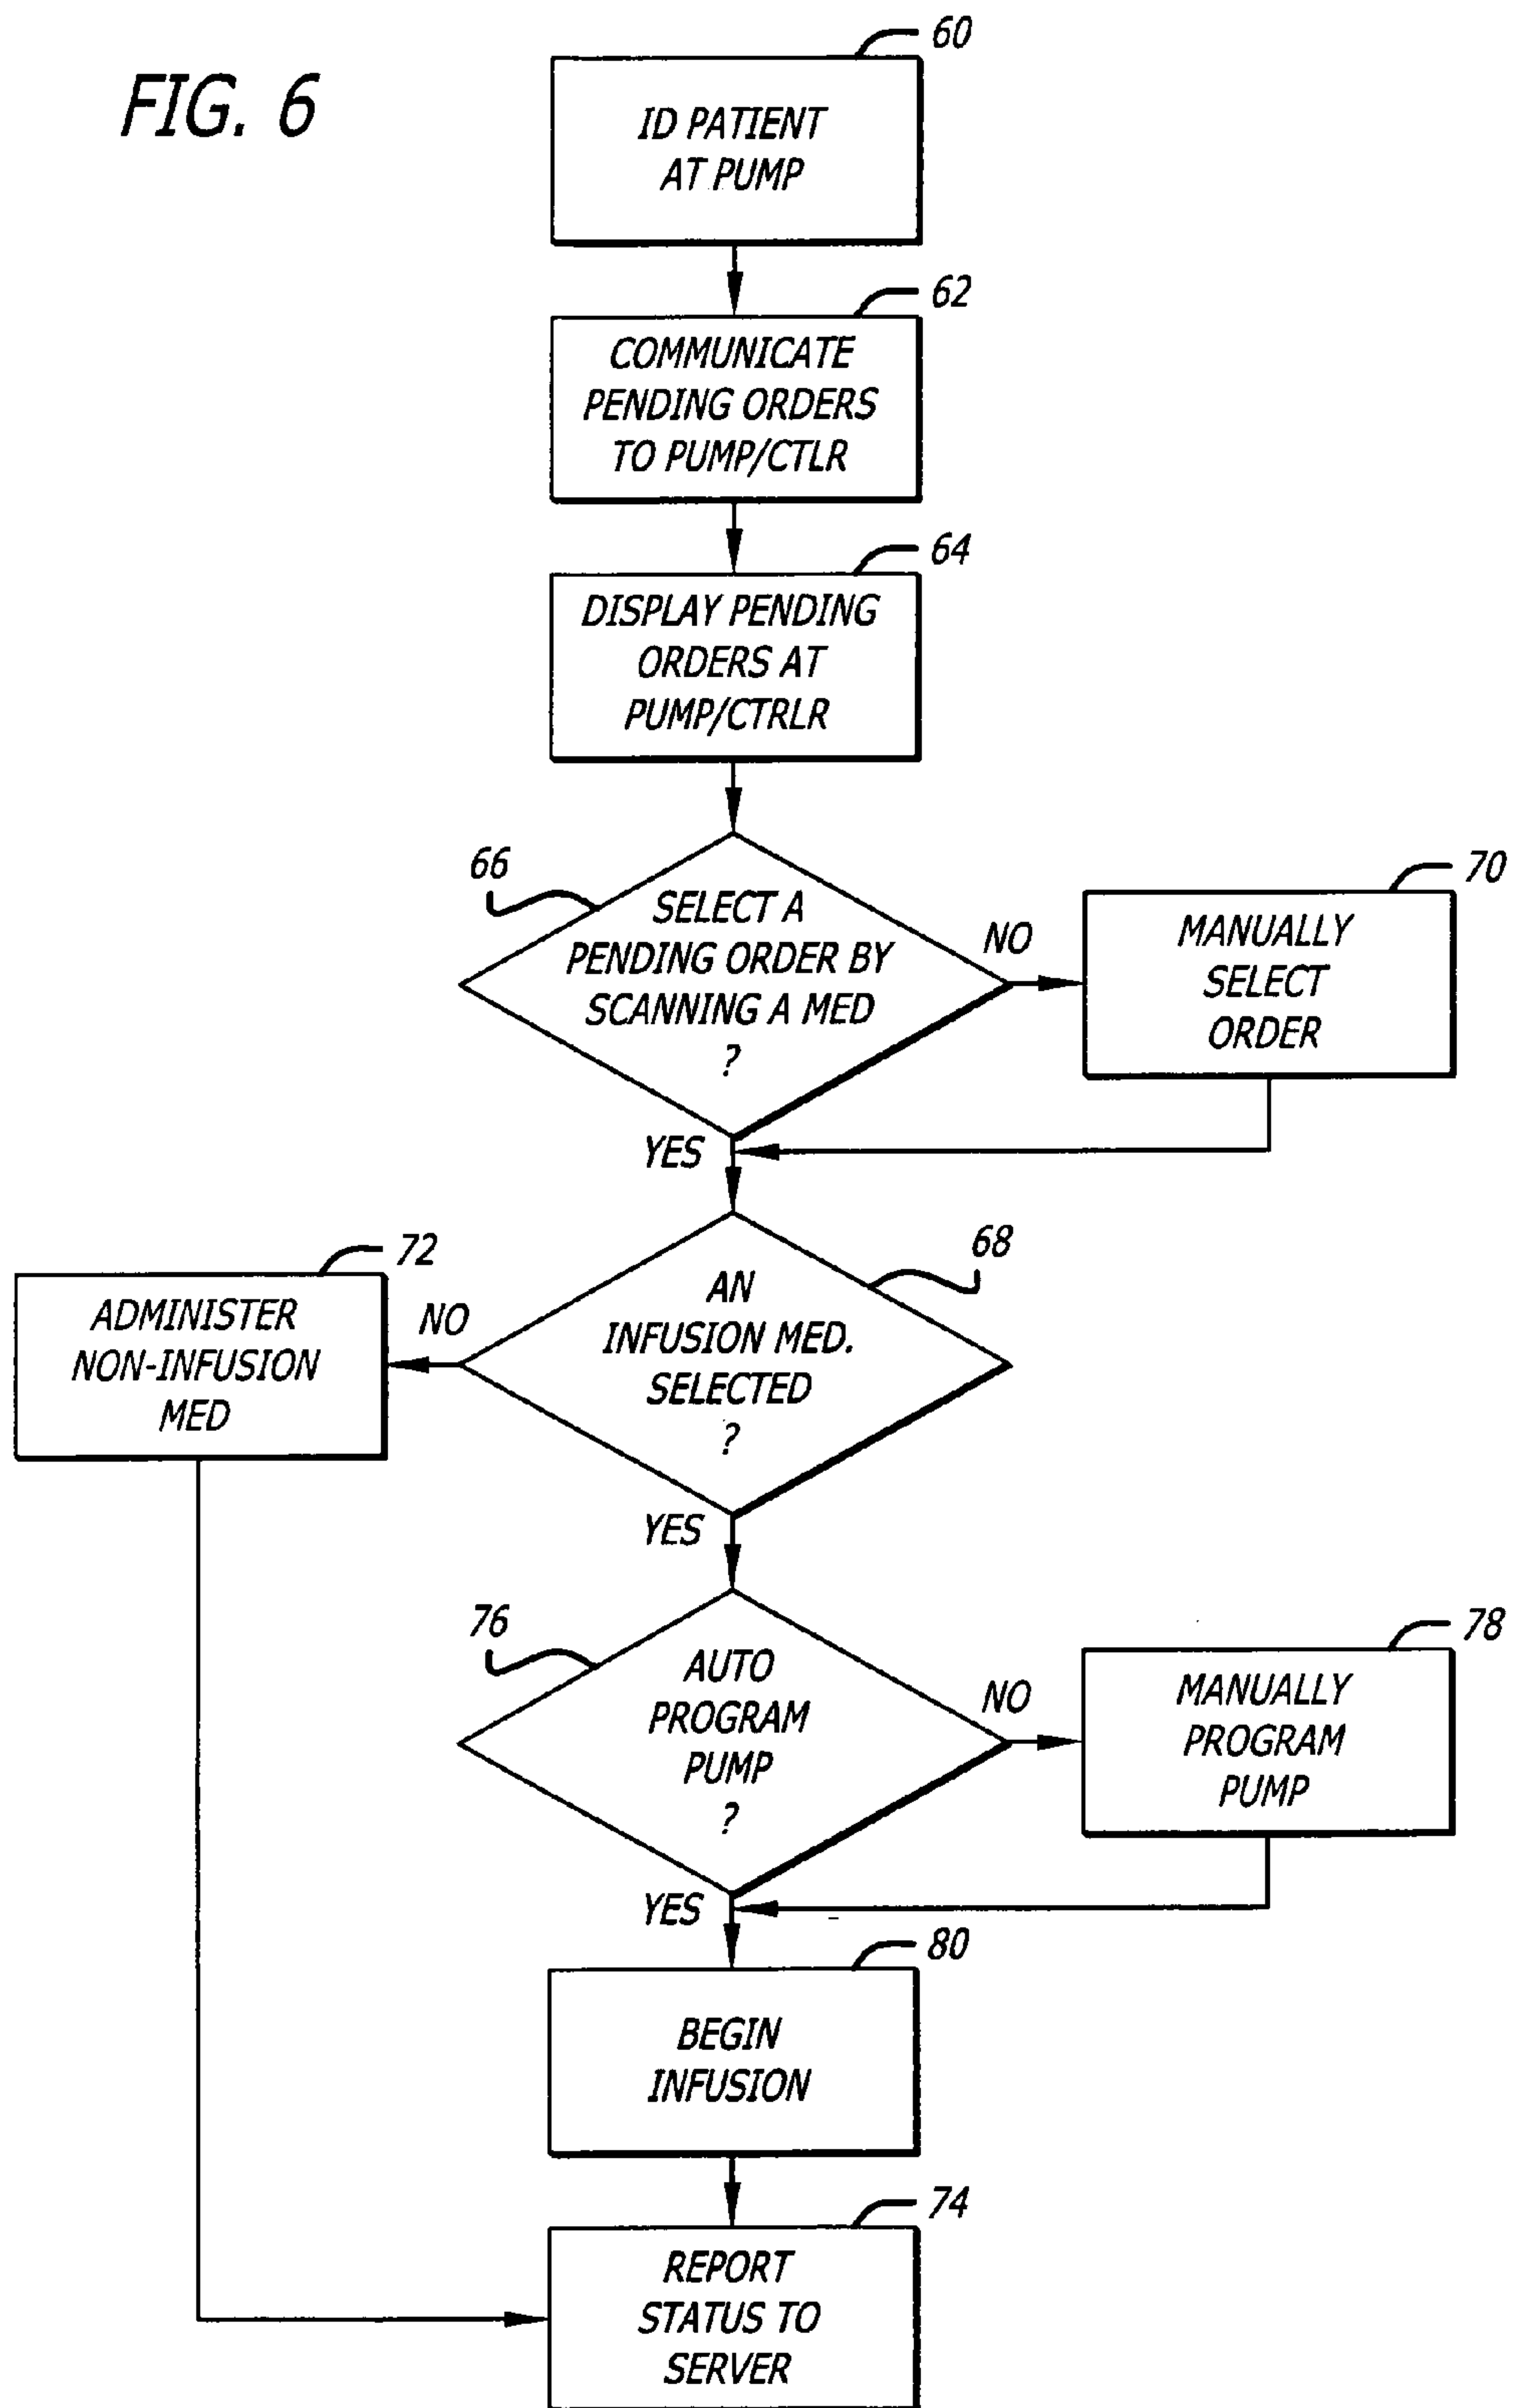 FIG. 6
60
ID PATIENT
AT PUMP
62
COMMUNICATE
PENDING ORDERS
TO PUMP/CTLR
64
DISPLAY PENDING
ORDERS AT
PUMP/CTRLR
66
SELECT A
PENDING ORDER BY
SCANNING A MED
?
NO
70
MANUALLY
SELECT
ORDER
YES
68
AN
INFUSION MED.
SELECTED
?
NO
72
ADMINISTER
NON-INFUSION
MED
YES
76
AUTO
PROGRAM
PUMP
?
NO
78
MANUALLY
PROGRAM
PUMP
YES
80
BEGIN
INFUSION
74
REPORT
STATUS TO
SERVER